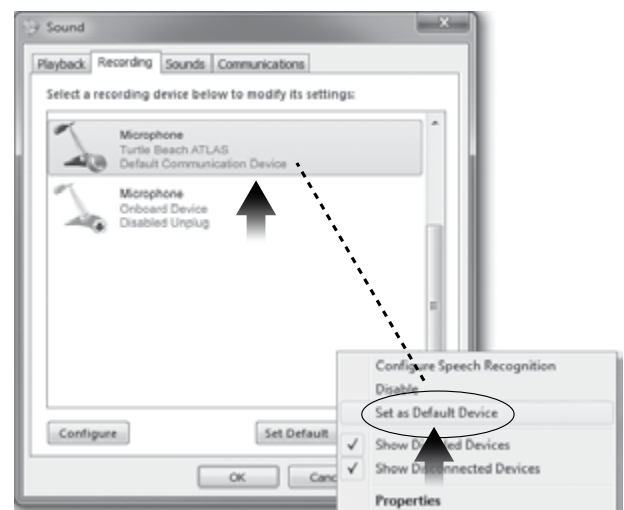 Sound
Playback Recording Sounds Communications
Select a recording device below to modify its settings:
Microphone
Turtle Beach ATLAS
Default Communication Device
Microphone
Onboard Device
Disabled Unplug
Configure Speech Recognition
Disable
Set as Default Device
Show Devices
Show Disconnected Devices
Properties
Configure
Set Default
OK